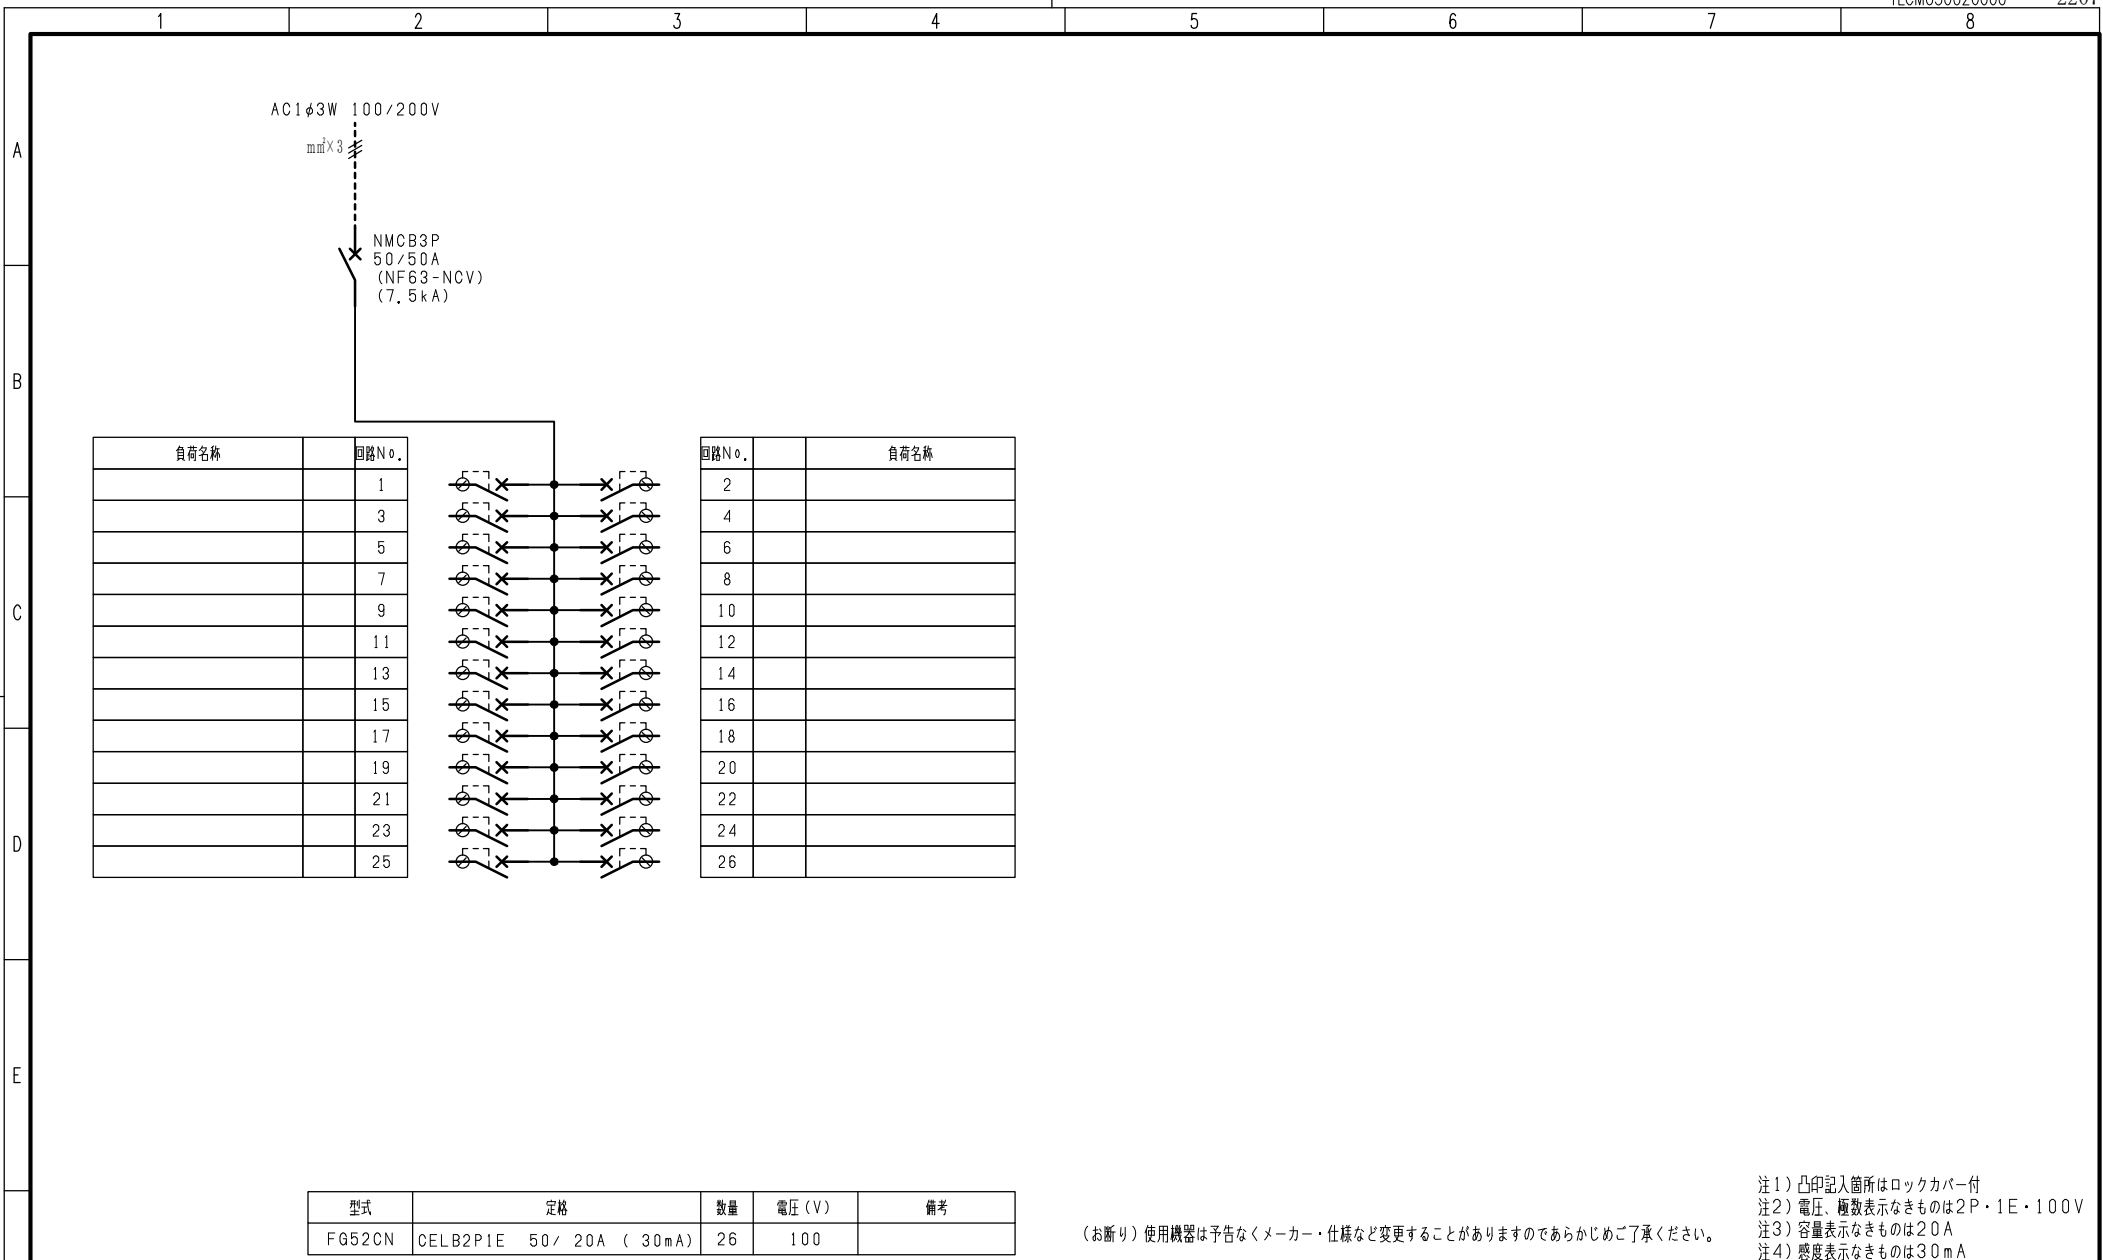 1 2 3 4 5 6 7 8
A
B
C
D
E
AC1φ3W 100/200V
mm²×3
NMCB3P
50/50A
(NF63-NCV)
(7.5kA)
負荷名称 回路No. 回路No. 負荷名称
1 2
3 4
5 6
7 8
9 10
11 12
13 14
15 16
17 18
19 20
21 22
23 24
25 26
型式 定格 数量 電圧(V) 備考
FG52CN CELB2P1E 50/ 20A ( 30mA) 26 100
(お断り)使用機器は予告なくメーカー・仕様など変更することがありますのであらかじめご了承ください。
注1)凸印記入箇所はロックカバー付
注2)電圧、極数表示なきものは2P・1E・100V
注3)容量表示なきものは20A
注4)感度表示なきものは30mA